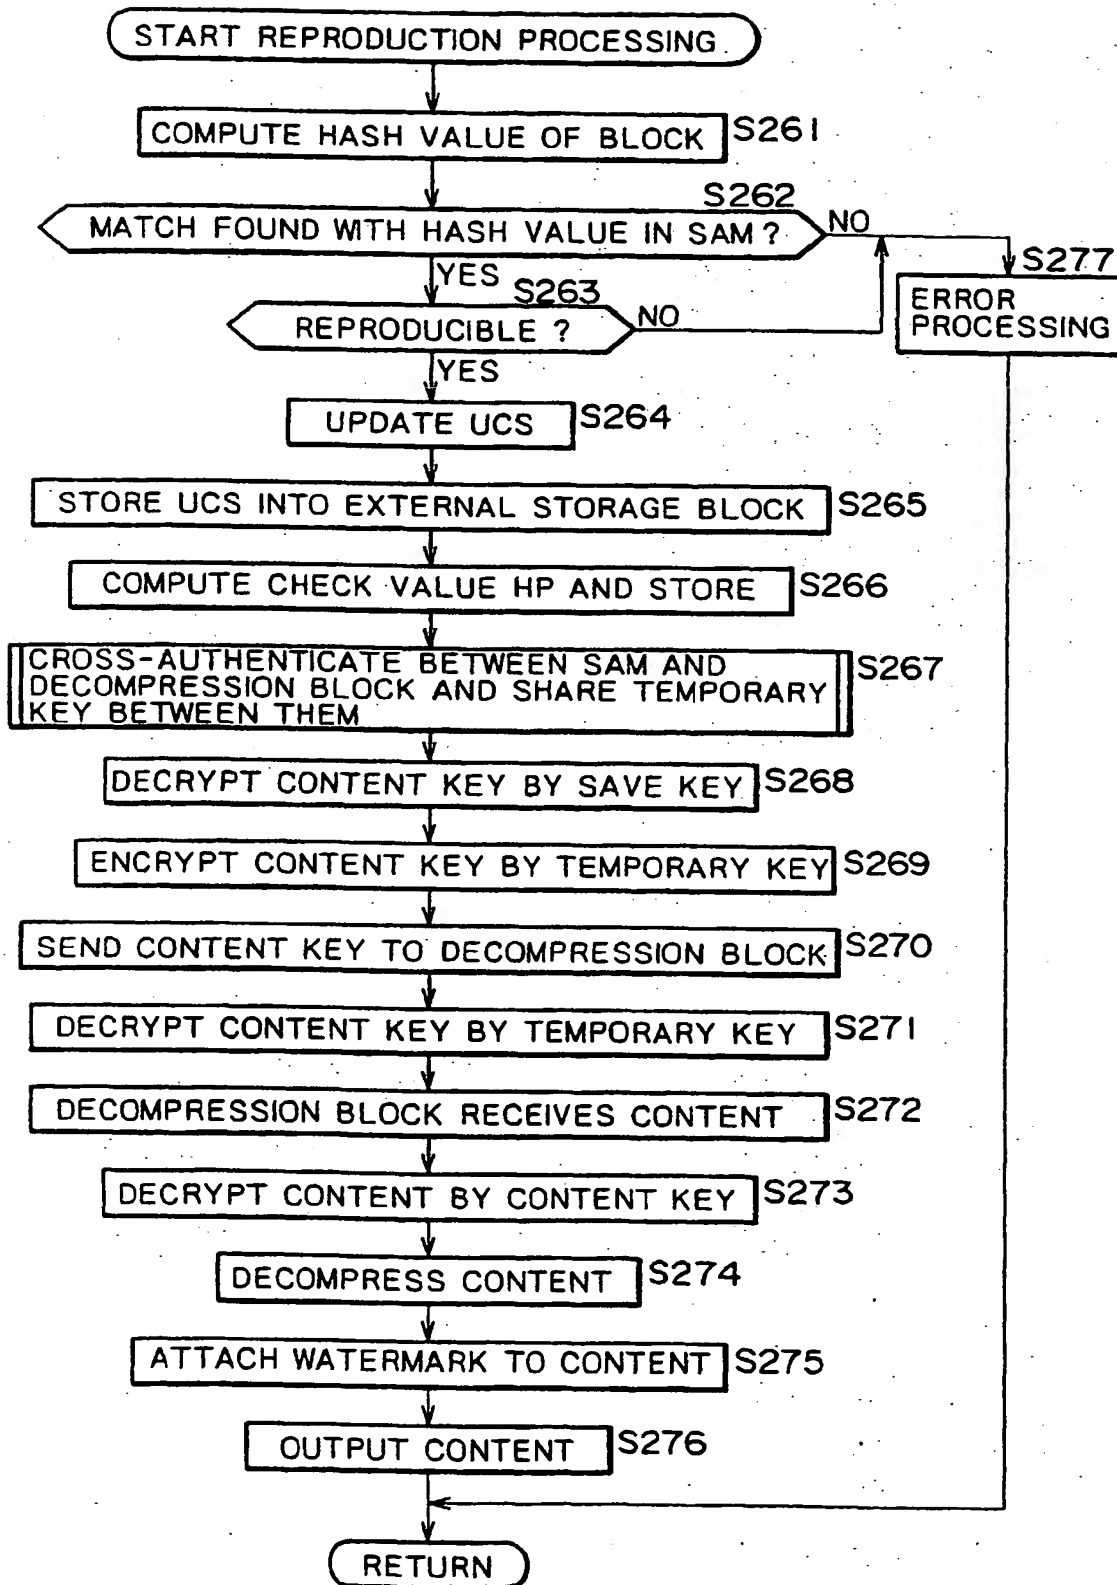 START REPRODUCTION PROCESSING
COMPUTE HASH VALUE OF BLOCK S261
S262
MATCH FOUND WITH HASH VALUE IN SAM ? NO
YES
S263
S277
REPRODUCIBLE ? NO
ERROR
PROCESSING
YES
UPDATE UCS S264
STORE UCS INTO EXTERNAL STORAGE BLOCK S265
COMPUTE CHECK VALUE HP AND STORE S266
CROSS-AUTHENTICATE BETWEEN SAM AND S267
DECOMPRESSION BLOCK AND SHARE TEMPORARY
KEY BETWEEN THEM
DECRYPT CONTENT KEY BY SAVE KEY S268
ENCRYPT CONTENT KEY BY TEMPORARY KEY S269
SEND CONTENT KEY TO DECOMPRESSION BLOCK S270
DECRYPT CONTENT KEY BY TEMPORARY KEY S271
DECOMPRESSION BLOCK RECEIVES CONTENT S272
DECRYPT CONTENT BY CONTENT KEY S273
DECOMPRESS CONTENT S274
ATTACH WATERMARK TO CONTENT S275
OUTPUT CONTENT S276
RETURN